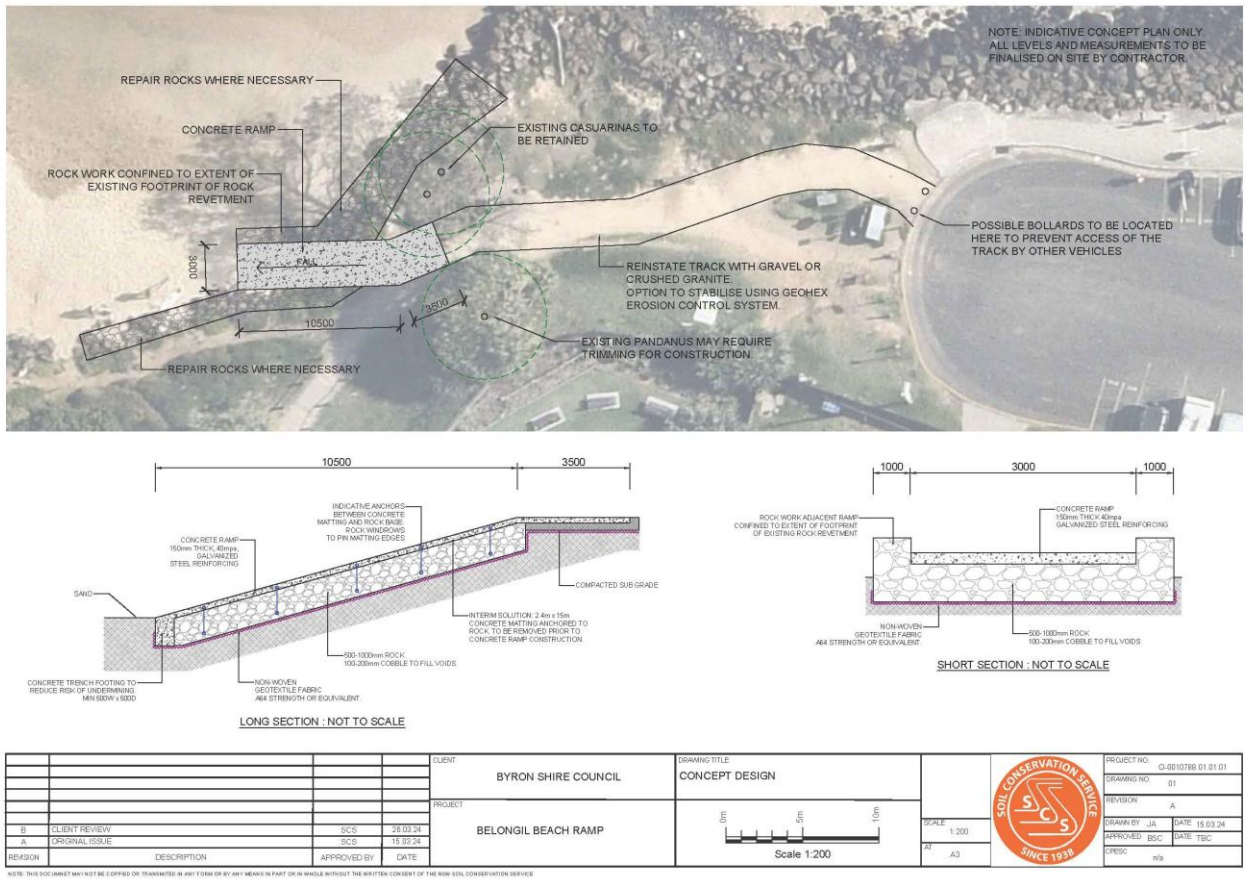 NOTE: INDICATIVE CONCEPT PLAN ONLY.
ALL LEVELS AND MEASUREMENTS TO BE
FINALISED ON SITE BY CONTRACTOR.
REPAIR ROCKS WHERE NECESSARY
CONCRETE RAMP
EXISTING CASUARINAS TO
BE RETAINED
ROCK WORK CONFINED TO EXTENT OF
EXISTING FOOTPRINT OF ROCK
REVETMENT
POSSIBLE BOLLARDS TO BE LOCATED
HERE TO PREVENT ACCESS OF THE
TRACK BY OTHER VEHICLES
3000
FALL
REINSTATE TRACK WITH GRAVEL OR
CRUSHED GRANITE.
OPTION TO STABILISE USING GEOHEX
EROSION CONTROL SYSTEM.
3500
10500
EXISTING PANDANUS MAY REQUIRE
TRIMMING FOR CONSTRUCTION.
REPAIR ROCKS WHERE NECESSARY
10500
3500
INDICATIVE ANCHORS
BETWEEN CONCRETE
MATTING AND ROCK BASE.
ROCK WINDROWS
TO PIN MATTING EDGES
CONCRETE RAMP
150mm THICK, 40mpa,
GALVANIZED
STEEL REINFORCING
SAND
COMPACTED SUB GRADE
INTERIM SOLUTION: 2.4m x 15m
CONCRETE MATTING ANCHORED TO
ROCK. TO BE REMOVED PRIOR TO
CONCRETE RAMP CONSTRUCTION.
500-1000mm ROCK
100-200mm COBBLE TO FILL VOIDS
CONCRETE TRENCH FOOTING TO
REDUCE RISK OF UNDERMINING.
MIN 500W x 500D
NON-WOVEN
GEOTEXTILE FABRIC
A64 STRENGTH OR EQUIVALENT.
LONG SECTION : NOT TO SCALE
1000
3000
1000
ROCK WORK ADJACENT RAMP
CONFINED TO EXTENT OF FOOTPRINT
OF EXISTING ROCK REVETMENT
CONCRETE RAMP
150mm THICK, 40mpa
GALVANIZED STEEL REINFORCING
NON-WOVEN
GEOTEXTILE FABRIC
A64 STRENGTH OR EQUIVALENT.
500-1000mm ROCK
100-200mm COBBLE TO FILL VOIDS
SHORT SECTION : NOT TO SCALE
B CLIENT REVIEW SCS 26.03.24
A ORIGINAL ISSUE SCS 15.03.24
REVISION DESCRIPTION APPROVED BY DATE
CLIENT
BYRON SHIRE COUNCIL
PROJECT
BELONGIL BEACH RAMP
DRAWING TITLE
CONCEPT DESIGN
0m 5m 10m
Scale 1:200
SCALE
1:200
AT
A3
SOIL CONSERVATION SERVICE
SCS
SINCE 1938
PROJECT NO. O-0010789.01.01.01
DRAWING NO. 01
REVISION A
DRAWN BY JA DATE 15.03.24
APPROVED BSC DATE TBC
CPESC n/a
NOTE: THIS DOCUMNET MAY NOT BE COPIED OR TRANSMITED IN ANY FORM OR BY ANY MEANS IN PART OR IN WHOLE WITHOUT THE WRITTEN CONSENT OF THE NSW SOIL CONSERVATION SERVICE